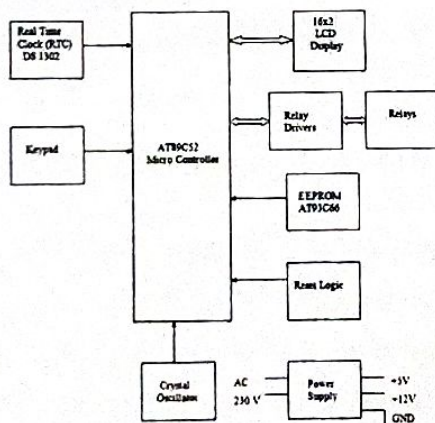 Real Time
Clock (RTC)
DS 1302
16x2
LCD
Display
Relay
Drivers
Relays
Keypad
AT89C52
Micro Controller
EEPROM
AT93C66
Reset Logic
Crystal
Oscillator
AC
230 V
Power
Supply
+5V
+12V
GND